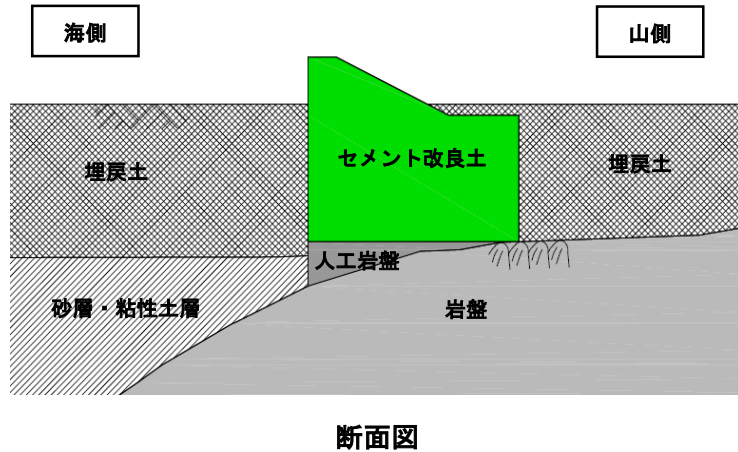 海側
山側
セメント改良土
埋戻土
埋戻土
人工岩盤
砂層・粘性土層
岩盤
断面図